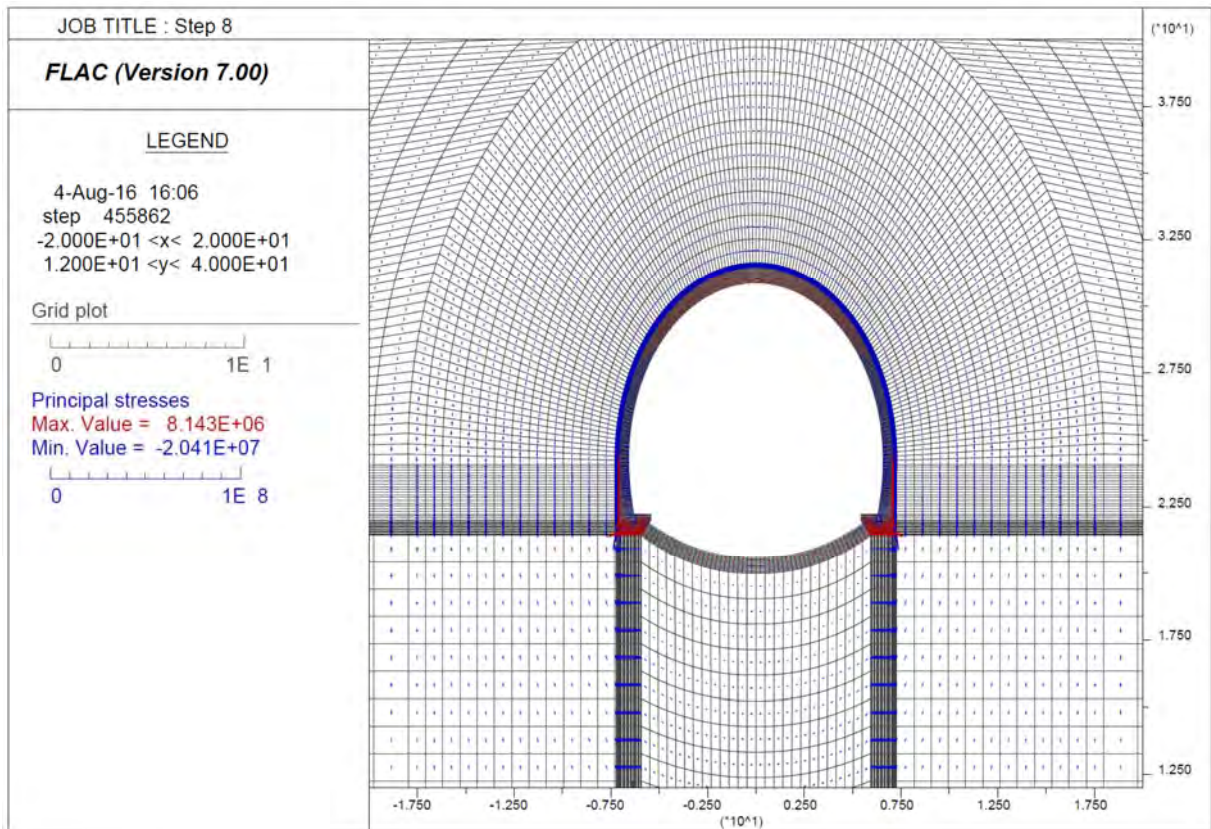 JOB TITLE : Step 8
FLAC (Version 7.00)
LEGEND
4-Aug-16 16:06
step 455862
-2.000E+01 <x< 2.000E+01
1.200E+01 <y< 4.000E+01
Grid plot
0 1E 1
Principal stresses
Max. Value = 8.143E+06
Min. Value = -2.041E+07
0 1E 8
(*10^1)
3.750
3.250
2.750
2.250
1.750
1.250
-1.750 -1.250 -0.750 -0.250 0.250 0.750 1.250 1.750
(*10^1)